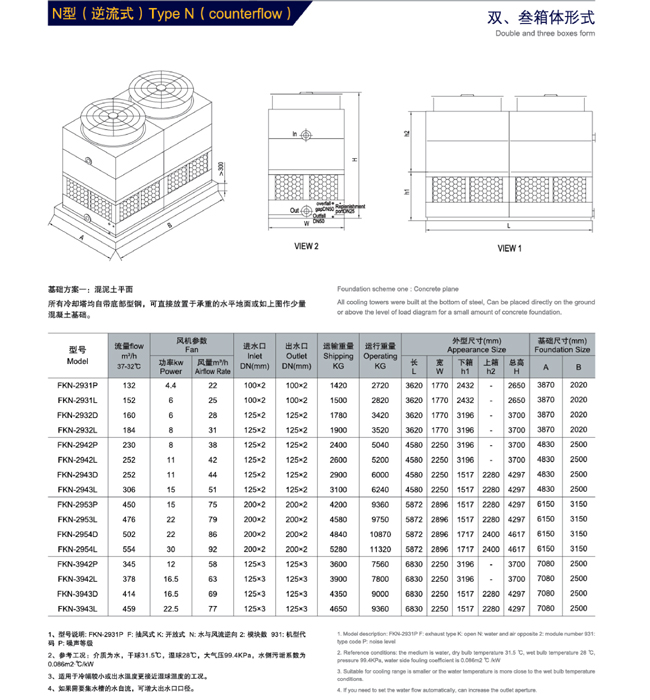 N型（逆流式）Type N（counterflow）
双、叁箱体形式
Double and three boxes form
In
H
>300
h2
h1
Out
overfall
gapDN50
Replenishment
portDN25
Outfall
DN50
A
B
W
L
VIEW 2
VIEW 1
基础方案一：混泥土平面
所有冷却塔均自带底部型钢，可直接放置于承重的水平地面或如上图作少量
混凝土基础。
Foundation scheme one : Concrete plane
All cooling towers were built at the bottom of steel, Can be placed directly on the ground
or above the level of load diagram for a small amount of concrete foundation.
型号 Model 流量flow m³/h 37-32℃ 风机参数 Fan 进水口 Inlet DN(mm) 出水口 Outlet DN(mm) 运输重量 Shipping KG 运行重量 Operating KG 外型尺寸(mm) Appearance Size 基础尺寸(mm) Foundation Size
功率kw Power 风量m³/h Airflow Rate 长 L 宽 W 下箱 h1 上箱 h2 总高 H A B
FKN-2931P 132 4.4 22 100×2 100×2 1420 2720 3620 1770 2432 - 2650 3870 2020
FKN-2931L 152 6 25 100×2 100×2 1500 2820 3620 1770 2432 - 2650 3870 2020
FKN-2932D 160 6 28 125×2 125×2 1780 3420 3620 1770 3196 - 3700 3870 2020
FKN-2932L 184 8 31 125×2 125×2 1900 3520 3620 1770 3196 - 3700 3870 2020
FKN-2942P 230 8 38 125×2 125×2 2400 5040 4580 2250 3196 - 3700 4830 2500
FKN-2942L 252 11 42 125×2 125×2 2600 5200 4580 2250 3196 - 3700 4830 2500
FKN-2943D 252 11 44 125×2 125×2 2900 6000 4580 2250 1517 2280 4297 4830 2500
FKN-2943L 306 15 51 125×2 125×2 3100 6240 4580 2250 1517 2280 4297 4830 2500
FKN-2953P 450 15 75 200×2 200×2 4200 9360 5872 2896 1517 2280 4297 6150 3150
FKN-2953L 476 22 79 200×2 200×2 4580 9750 5872 2896 1517 2280 4297 6150 3150
FKN-2954D 502 22 86 200×2 200×2 4840 10870 5872 2896 1717 2400 4617 6150 3150
FKN-2954L 554 30 92 200×2 200×2 5280 11320 5872 2896 1717 2400 4617 6150 3150
FKN-3942P 345 12 58 125×3 125×3 3600 7560 6830 2250 3196 - 3700 7080 2500
FKN-3942L 378 16.5 63 125×3 125×3 3900 7800 6830 2250 3196 - 3700 7080 2500
FKN-3943D 414 16.5 69 125×3 125×3 4350 9000 6830 2250 1517 2280 4297 7080 2500
FKN-3943L 459 22.5 77 125×3 125×3 4650 9360 6830 2250 1517 2280 4297 7080 2500
1、型号说明: FKN-2931P F: 抽风式 K: 开放式 N: 水与风流逆向 2: 模块数 931: 机型代
码 P: 噪声等级
2、参考工况：介质为水，干球31.5℃，湿球28℃，大气压99.4KPa，水侧污垢系数为
0.086m2·℃/kW
3、适用于冷幅较小或出水温度更接近湿球温度的工况。
4、如果需要集水槽的水自流，可增大出水口口径。
1. Model description: FKN-2931P F: exhaust type K: open N: water and air opposite 2: module number 931:
type code P: noise level
2. Reference conditions: the medium is water, dry bulb temperature 31.5 ℃, wet bulb temperature 28 ℃,
pressure 99.4KPa, water side fouling coefficient is 0.086m2 ℃ /kW
3. Suitable for cooling range is smaller or the water temperature is more close to the wet bulb temperature
conditions.
4. If you need to set the water flow automatically, can increase the outlet aperture.